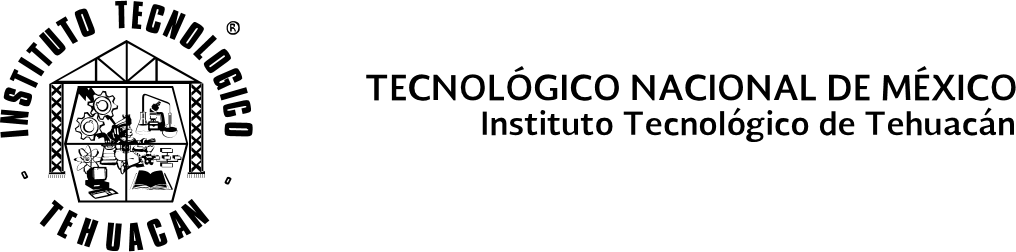 INSTITUTO TECNOLOGICO
®
TEHUACAN
TECNOLÓGICO NACIONAL DE MÉXICO
Instituto Tecnológico de Tehuacán